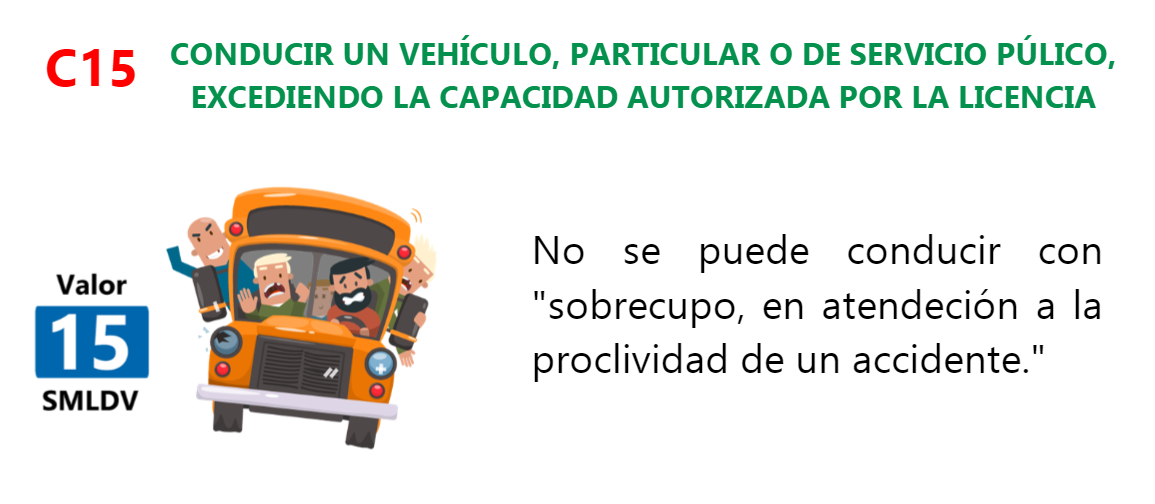 C15
CONDUCIR UN VEHÍCULO, PARTICULAR O DE SERVICIO PÚLICO,
EXCEDIENDO LA CAPACIDAD AUTORIZADA POR LA LICENCIA
No se puede conducir con
"sobrecupo, en atendeción a la
proclividad de un accidente."
Valor
15
SMLDV